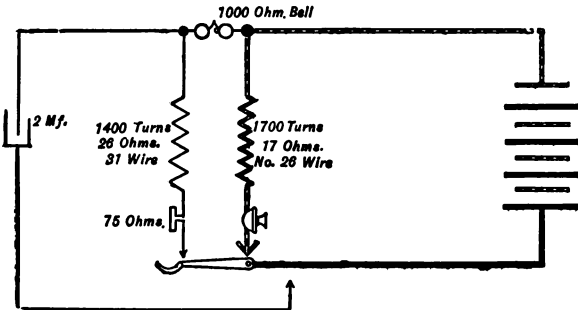 1000 Ohm. Bell
2 Mf.
1400 Turns
26 Ohms.
31 Wire
1700 Turns
17 Ohms.
No. 26 Wire
75 Ohms.